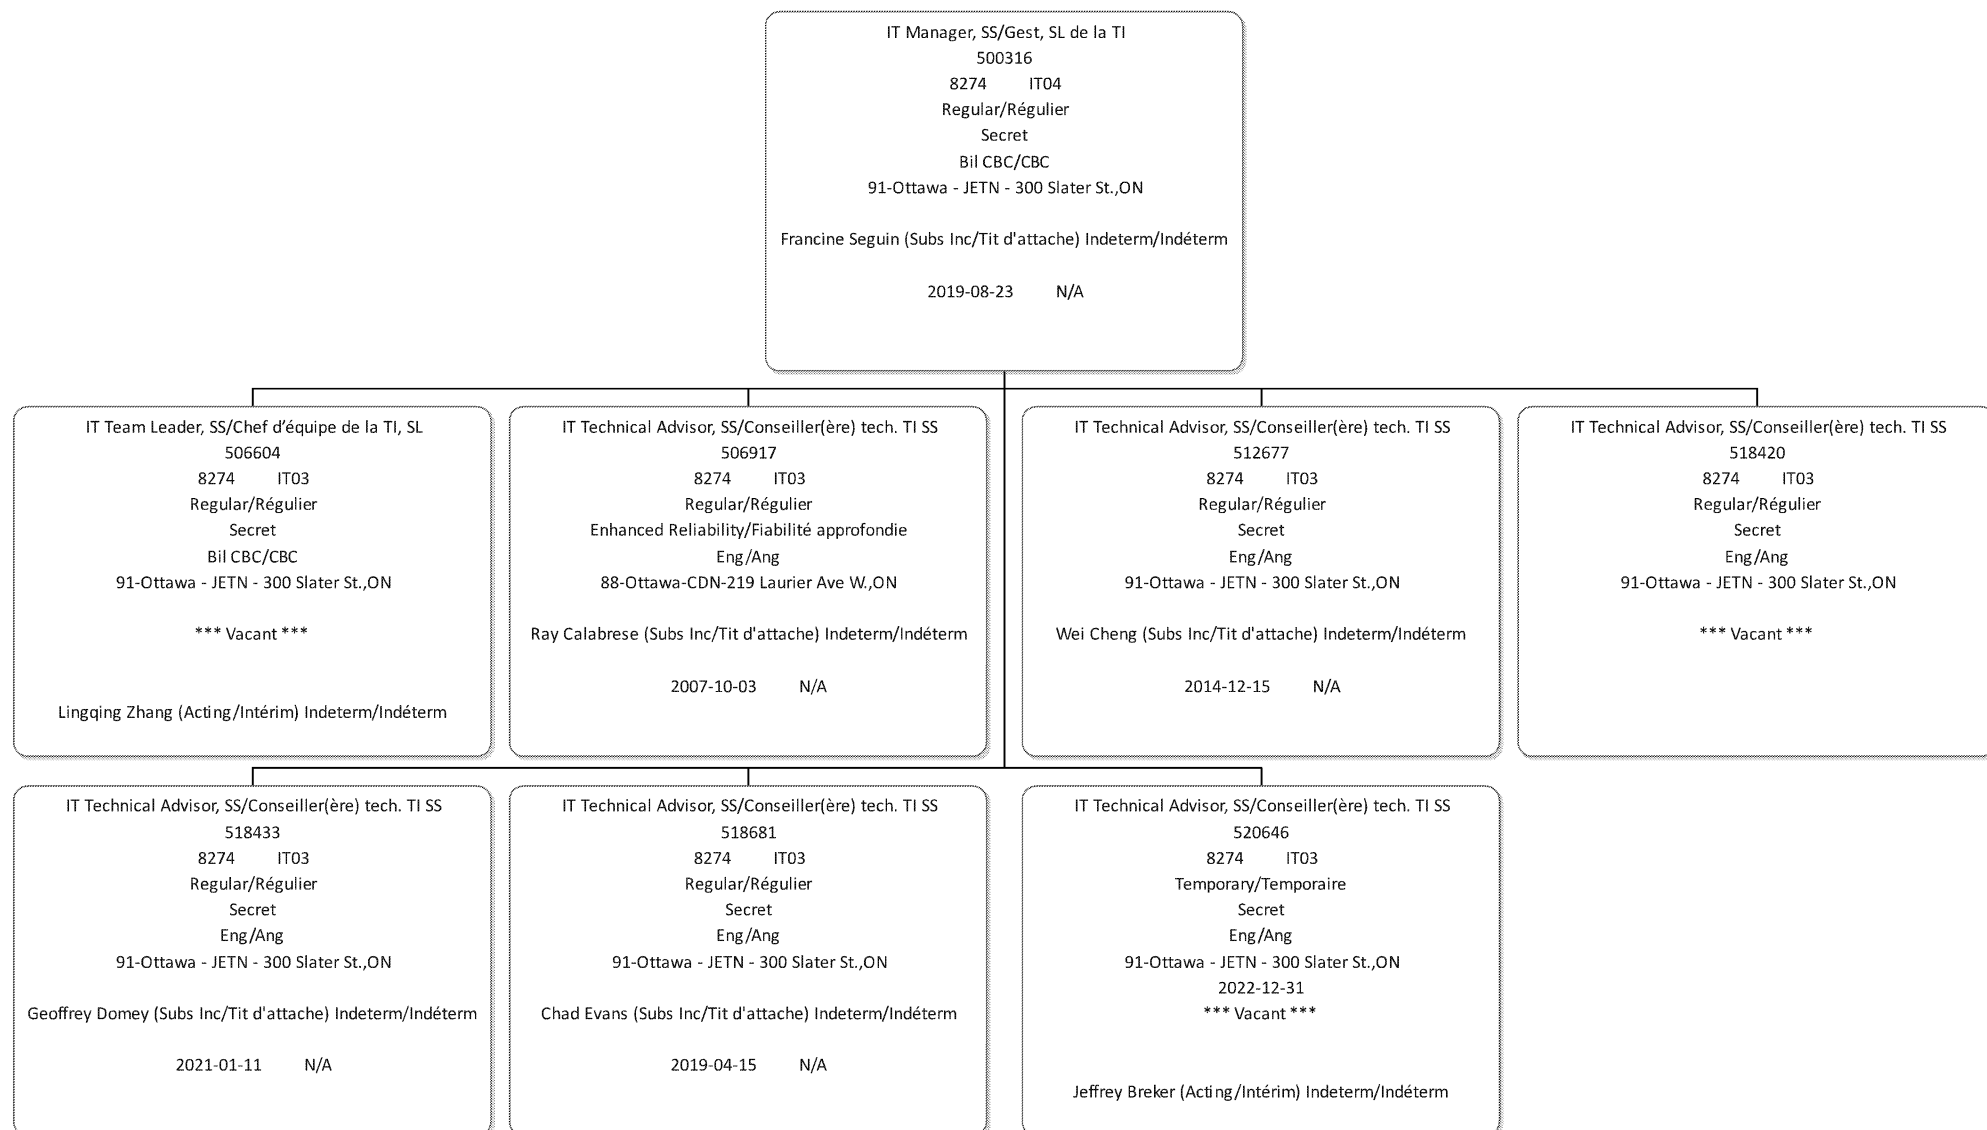 IT Manager, SS/Gest, SL de la TI
500316
8274 IT04
Regular/Régulier
Secret
Bil CBC/CBC
91-Ottawa - JETN - 300 Slater St.,ON
Francine Seguin (Subs Inc/Tit d'attache) Indeterm/Indéterm
2019-08-23 N/A
IT Team Leader, SS/Chef d’équipe de la TI, SL
506604
8274 IT03
Regular/Régulier
Secret
Bil CBC/CBC
91-Ottawa - JETN - 300 Slater St.,ON
*** Vacant ***
Lingqing Zhang (Acting/Intérim) Indeterm/Indéterm
IT Technical Advisor, SS/Conseiller(ère) tech. TI SS
506917
8274 IT03
Regular/Régulier
Enhanced Reliability/Fiabilité approfondie
Eng/Ang
88-Ottawa-CDN-219 Laurier Ave W.,ON
Ray Calabrese (Subs Inc/Tit d'attache) Indeterm/Indéterm
2007-10-03 N/A
IT Technical Advisor, SS/Conseiller(ère) tech. TI SS
512677
8274 IT03
Regular/Régulier
Secret
Eng/Ang
91-Ottawa - JETN - 300 Slater St.,ON
Wei Cheng (Subs Inc/Tit d'attache) Indeterm/Indéterm
2014-12-15 N/A
IT Technical Advisor, SS/Conseiller(ère) tech. TI SS
518420
8274 IT03
Regular/Régulier
Secret
Eng/Ang
91-Ottawa - JETN - 300 Slater St.,ON
*** Vacant ***
IT Technical Advisor, SS/Conseiller(ère) tech. TI SS
518433
8274 IT03
Regular/Régulier
Secret
Eng/Ang
91-Ottawa - JETN - 300 Slater St.,ON
Geoffrey Domey (Subs Inc/Tit d'attache) Indeterm/Indéterm
2021-01-11 N/A
IT Technical Advisor, SS/Conseiller(ère) tech. TI SS
518681
8274 IT03
Regular/Régulier
Secret
Eng/Ang
91-Ottawa - JETN - 300 Slater St.,ON
Chad Evans (Subs Inc/Tit d'attache) Indeterm/Indéterm
2019-04-15 N/A
IT Technical Advisor, SS/Conseiller(ère) tech. TI SS
520646
8274 IT03
Temporary/Temporaire
Secret
Eng/Ang
91-Ottawa - JETN - 300 Slater St.,ON
2022-12-31
*** Vacant ***
Jeffrey Breker (Acting/Intérim) Indeterm/Indéterm